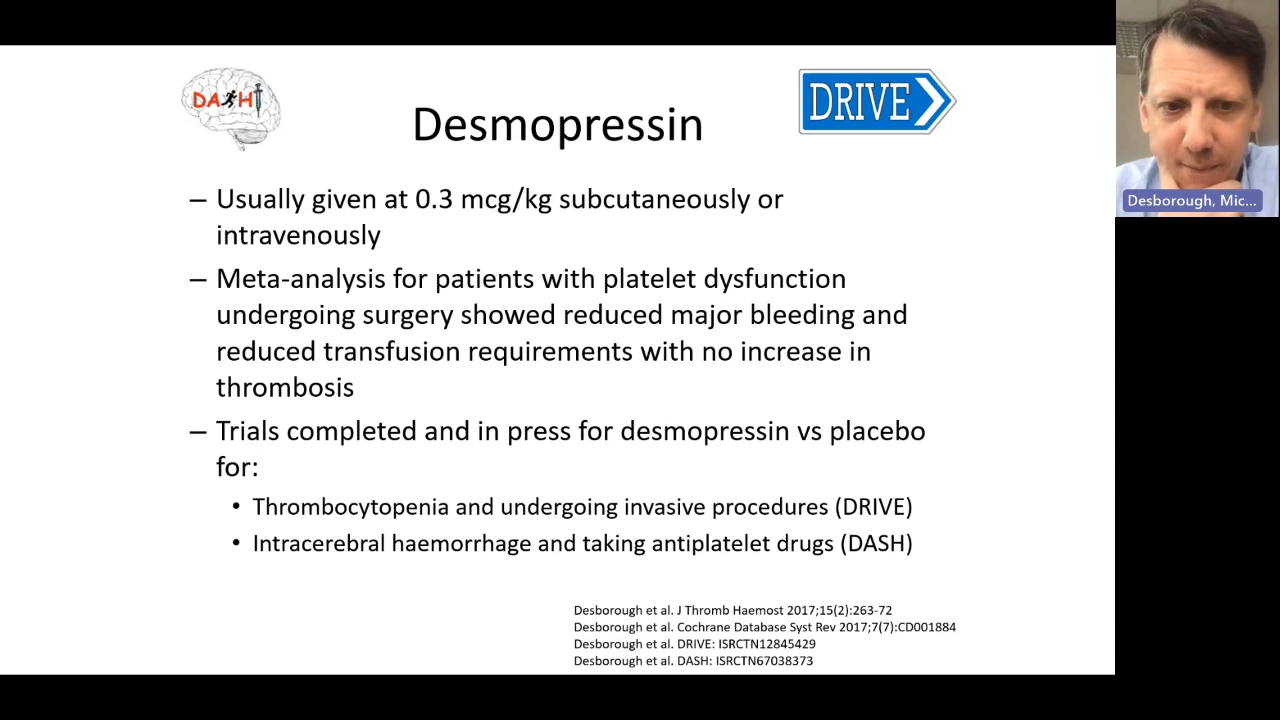 DASH
DRIVE
Desmopressin
– Usually given at 0.3 mcg/kg subcutaneously or
intravenously
– Meta-analysis for patients with platelet dysfunction
undergoing surgery showed reduced major bleeding and
reduced transfusion requirements with no increase in
thrombosis
– Trials completed and in press for desmopressin vs placebo
for:
• Thrombocytopenia and undergoing invasive procedures (DRIVE)
• Intracerebral haemorrhage and taking antiplatelet drugs (DASH)
Desborough et al. J Thromb Haemost 2017;15(2):263-72
Desborough et al. Cochrane Database Syst Rev 2017;7(7):CD001884
Desborough et al. DRIVE: ISRCTN12845429
Desborough et al. DASH: ISRCTN67038373
Desborough, Mic...